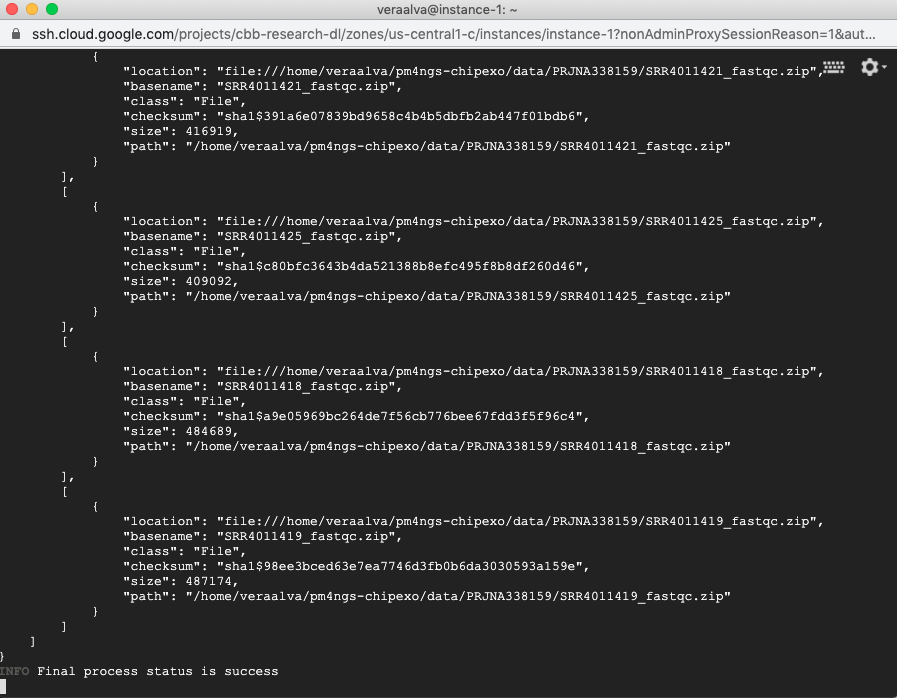 veraalva@instance-1: ~
ssh.cloud.google.com/projects/cbb-research-dl/zones/us-central1-c/instances/instance-1?nonAdminProxySessionReason=1&aut...
{
"location": "file:///home/veraalva/pm4ngs-chipexo/data/PRJNA338159/SRR4011421_fastqc.zip",
"basename": "SRR4011421_fastqc.zip",
"class": "File",
"checksum": "sha1$391a6e07839bd9658c4b4b5dbfb2ab447f01bdb6",
"size": 416919,
"path": "/home/veraalva/pm4ngs-chipexo/data/PRJNA338159/SRR4011421_fastqc.zip"
}
],
[
{
"location": "file:///home/veraalva/pm4ngs-chipexo/data/PRJNA338159/SRR4011425_fastqc.zip",
"basename": "SRR4011425_fastqc.zip",
"class": "File",
"checksum": "sha1$c80bfc3643b4da521388b8efc495f8b8df260d46",
"size": 409092,
"path": "/home/veraalva/pm4ngs-chipexo/data/PRJNA338159/SRR4011425_fastqc.zip"
}
],
[
{
"location": "file:///home/veraalva/pm4ngs-chipexo/data/PRJNA338159/SRR4011418_fastqc.zip",
"basename": "SRR4011418_fastqc.zip",
"class": "File",
"checksum": "sha1$a9e05969bc264de7f56cb776bee67fdd3f5f96c4",
"size": 484689,
"path": "/home/veraalva/pm4ngs-chipexo/data/PRJNA338159/SRR4011418_fastqc.zip"
}
],
[
{
"location": "file:///home/veraalva/pm4ngs-chipexo/data/PRJNA338159/SRR4011419_fastqc.zip",
"basename": "SRR4011419_fastqc.zip",
"class": "File",
"checksum": "sha1$98ee3bced63e7ea7746d3fb0b6da3030593a159e",
"size": 487174,
"path": "/home/veraalva/pm4ngs-chipexo/data/PRJNA338159/SRR4011419_fastqc.zip"
}
]
]
}
INFO Final process status is success